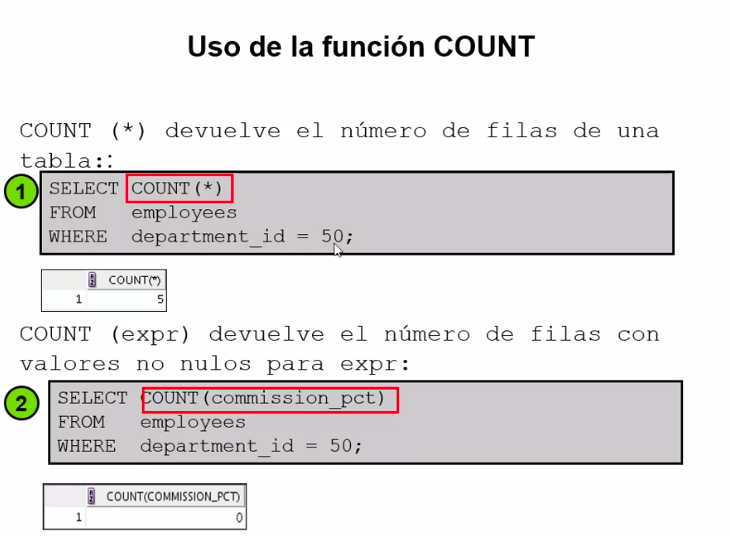 Uso de la función COUNT
COUNT (*) devuelve el número de filas de una
tabla::
1
SELECT COUNT(*)
FROM employees
WHERE department_id = 50;
COUNT(*)
1 5
COUNT (expr) devuelve el número de filas con
valores no nulos para expr:
2
SELECT COUNT(commission_pct)
FROM employees
WHERE department_id = 50;
COUNT(COMMISSION_PCT)
1 0